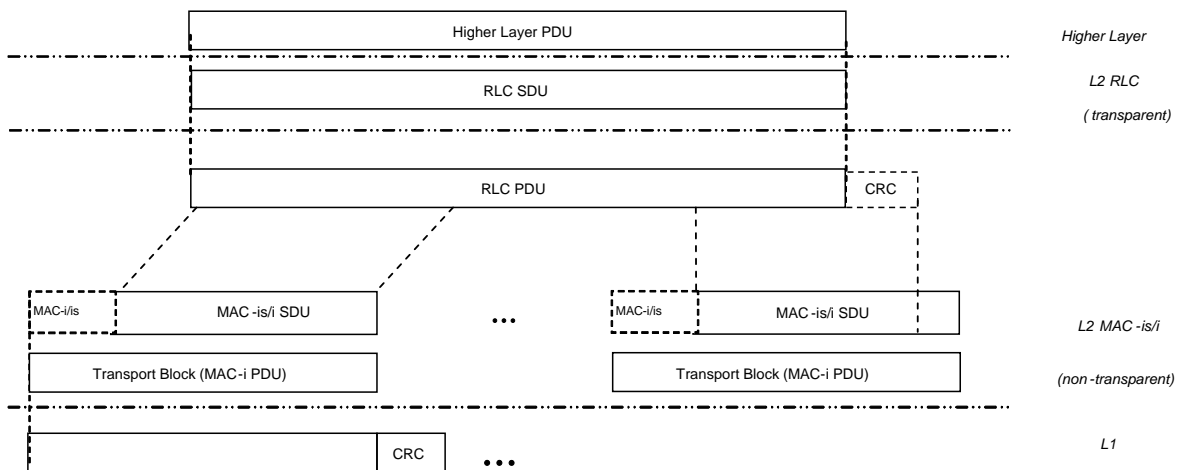 Higher Layer PDU
Higher Layer
RLC SDU
L2 RLC
( transparent)
RLC PDU
CRC
MAC-i/is
MAC -is/i SDU
...
MAC-i/is
MAC -is/i SDU
L2 MAC -is/i
Transport Block (MAC-i PDU)
Transport Block (MAC-i PDU)
(non -transparent)
CRC
...
L1